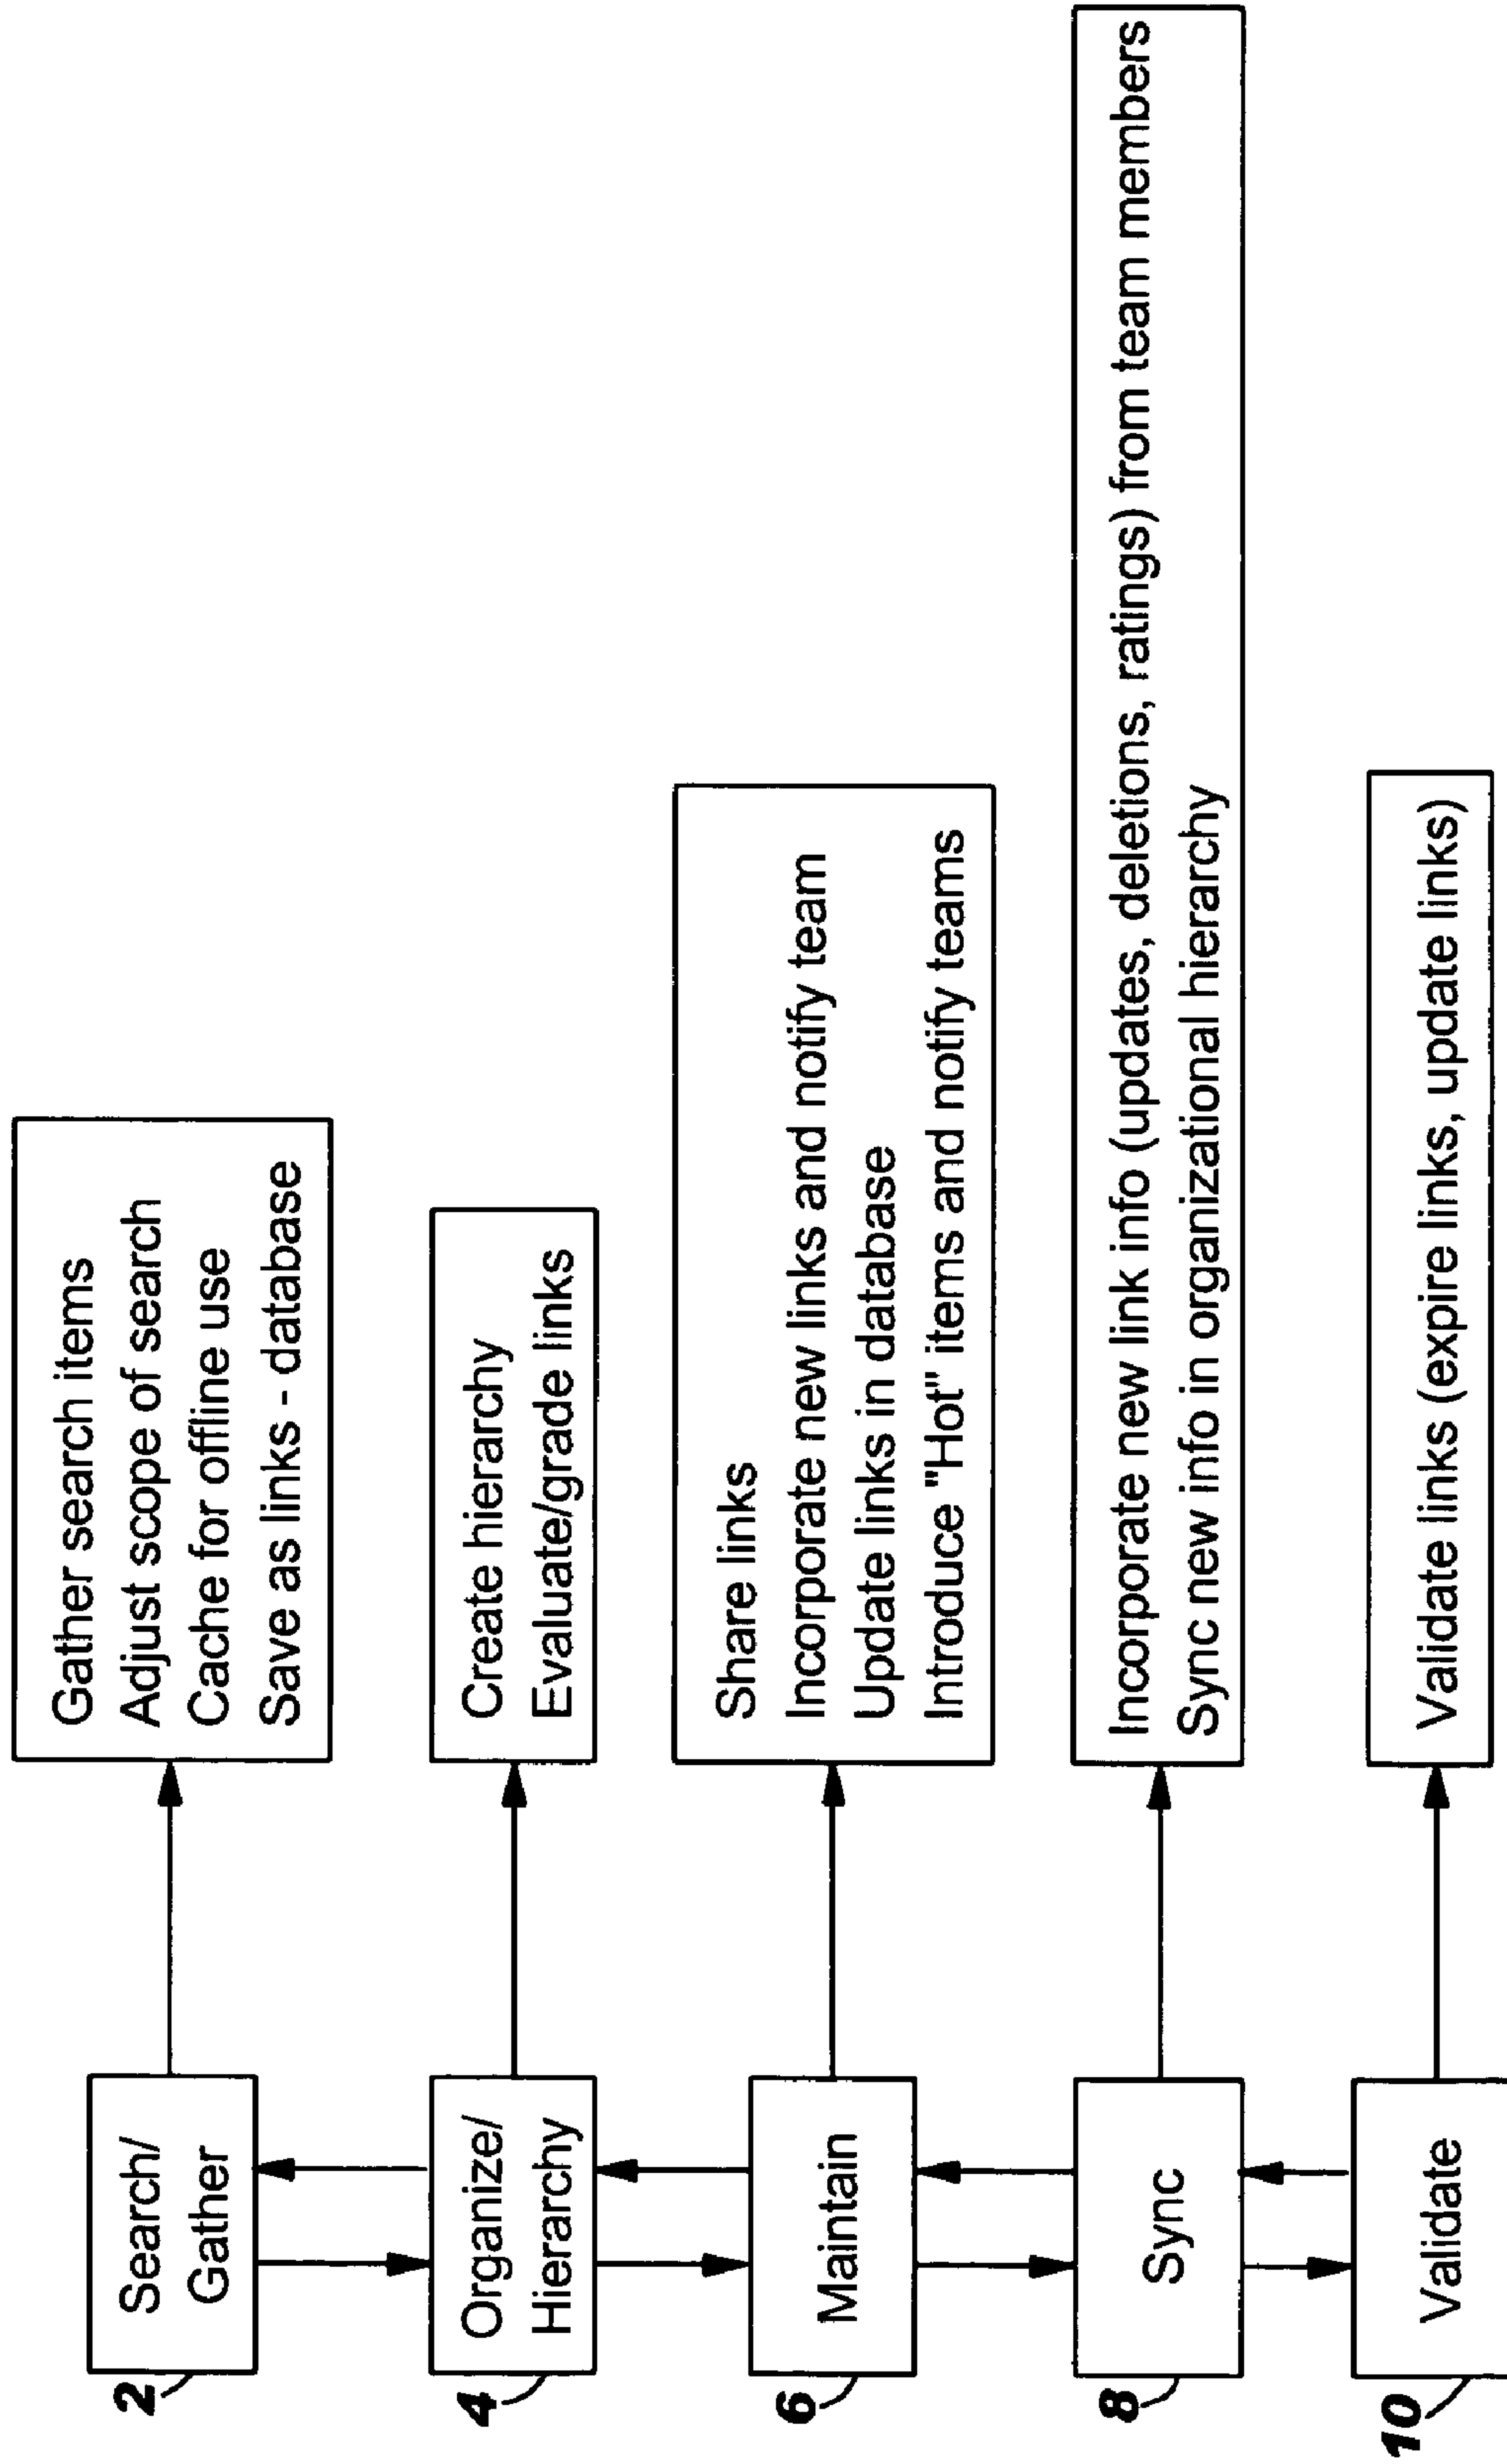 2
Search/
Gather
Gather search items
Adjust scope of search
Cache for offline use
Save as links - database
4
Organize/
Hierarchy
Create hierarchy
Evaluate/grade links
6
Maintain
Share links
Incorporate new links and notify team
Update links in database
Introduce "Hot" items and notify teams
8
Sync
Incorporate new link info (updates, deletions, ratings) from team members
Sync new info in organizational hierarchy
10
Validate
Validate links (expire links, update links)